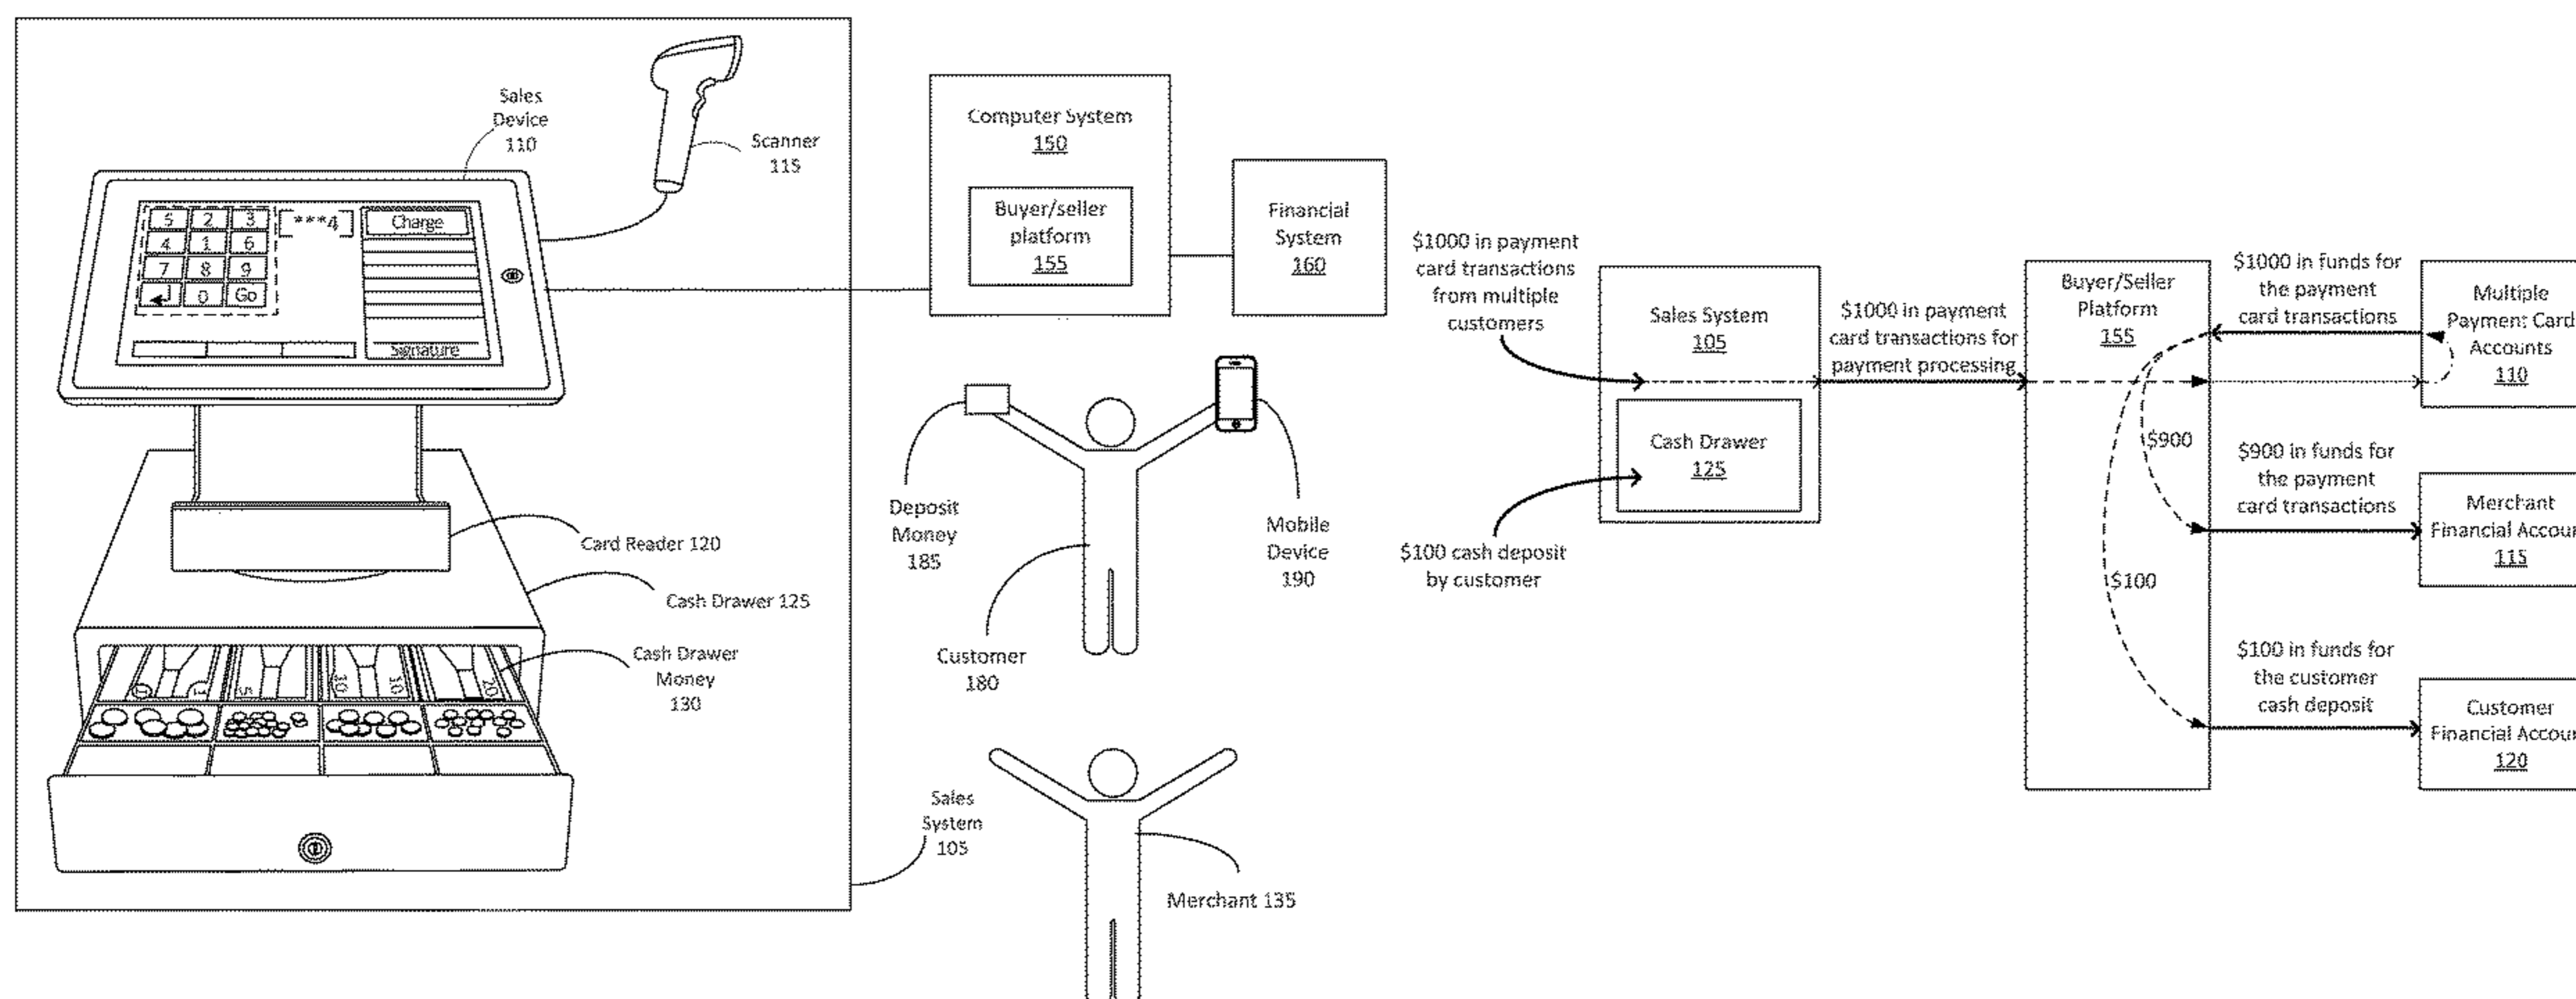 Sales
Device
110
Scanner
115
5 2 3
4 1 6
7 8 9
0 Go
***4
Charge
Signature
Card Reader 120
Cash Drawer 125
Cash Drawer
Money
130
Sales
System
105
Computer System
150
Buyer/seller
platform
155
Financial
System
160
Deposit
Money
185
Mobile
Device
190
Customer
180
Merchant 135
$1000 in payment
card transactions
from multiple
customers
Sales System
105
Cash Drawer
125
$100 cash deposit
by customer
$1000 in payment
card transactions for
payment processing
Buyer/Seller
Platform
155
$900
$100
$1000 in funds for
the payment
card transactions
$900 in funds for
the payment
card transactions
$100 in funds for
the customer
cash deposit
Multiple
Payment Card
Accounts
110
Merchant
Financial Accou
115
Customer
Financial Accou
120